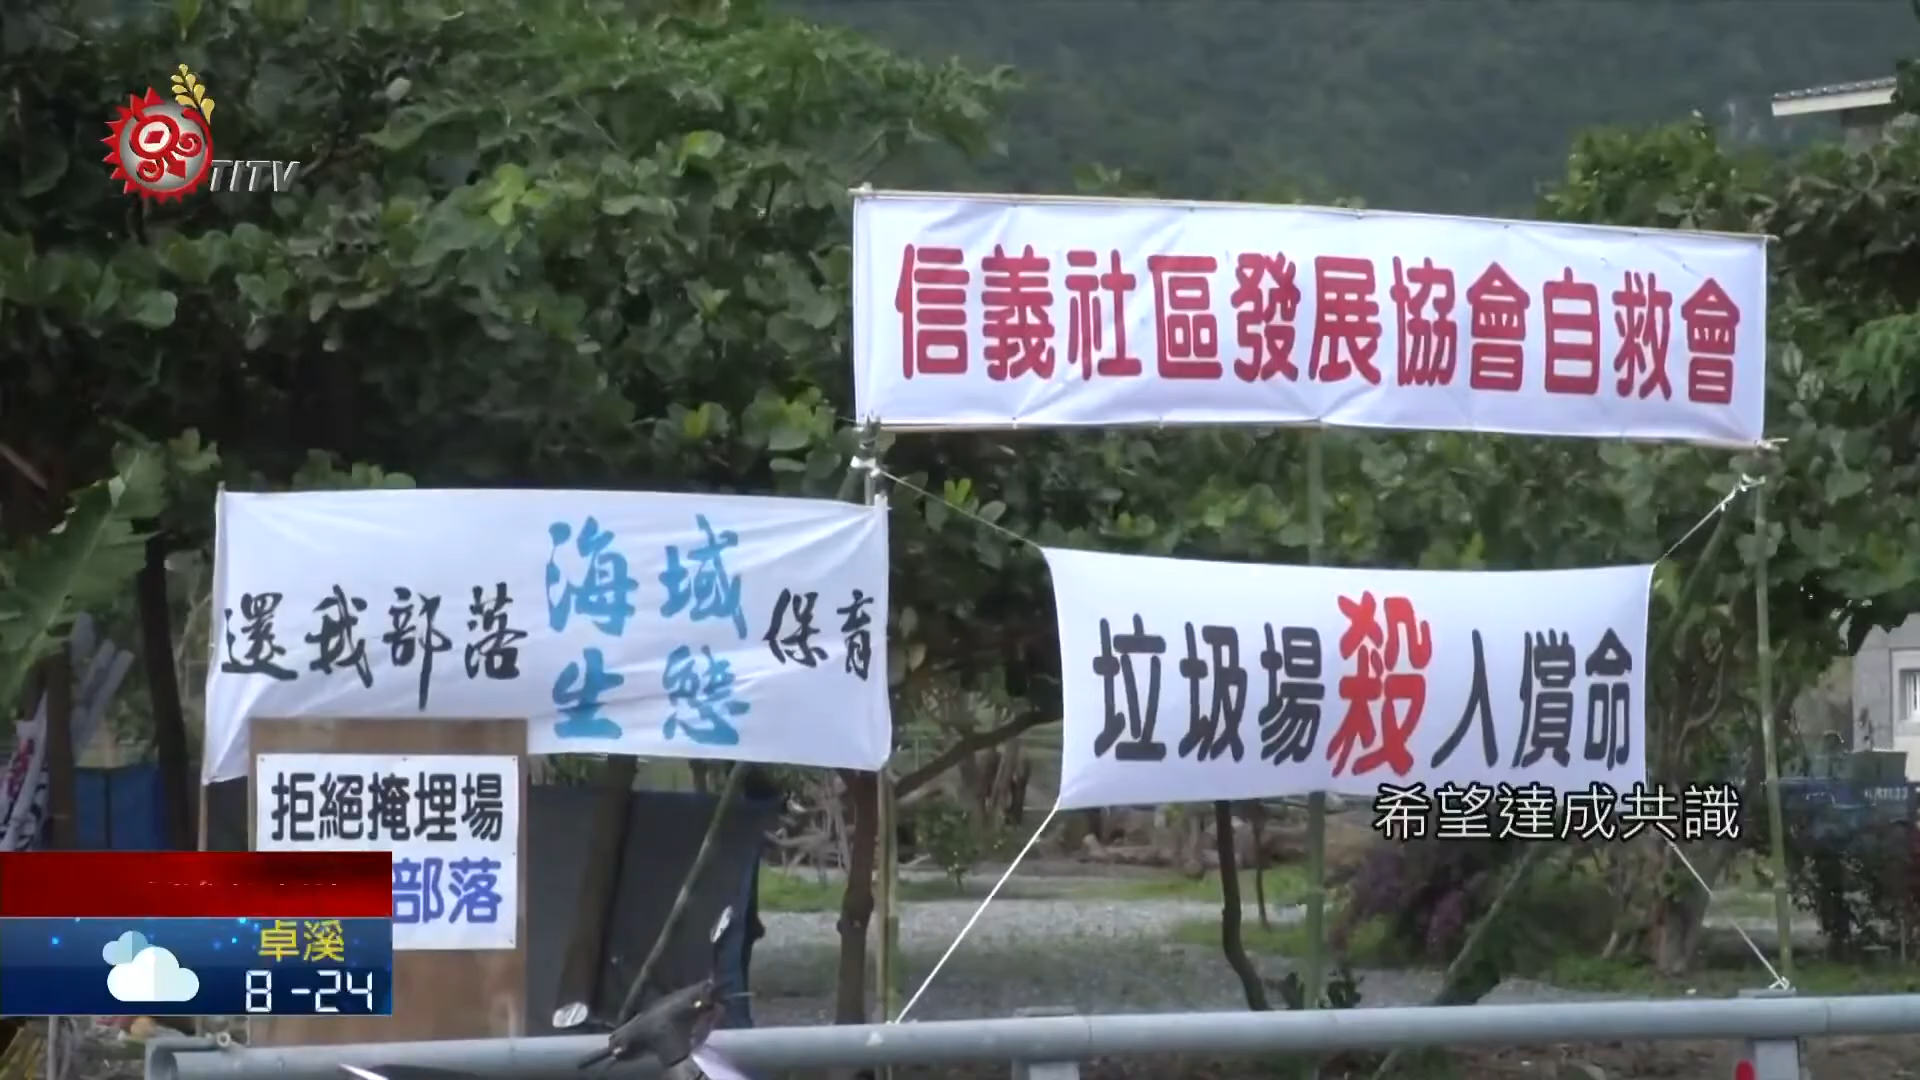 TITV
信義社區發展協會自救會
還我部落海域生態保育
垃圾場殺人償命
拒絕掩埋場
部落
希望達成共識
卓溪
8-24